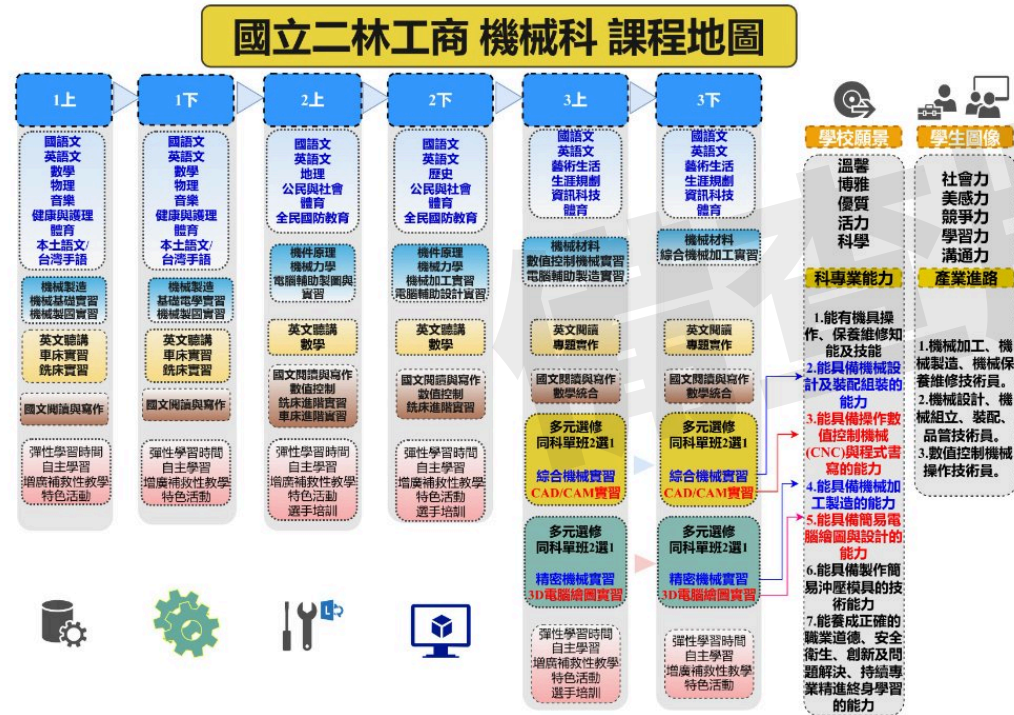 國立二林工商 機械科 課程地圖
1上
國語文
英語文
數學
物理
音樂
健康與護理
體育
本土語文/
台灣手語
機械製造
機械基礎實習
機械製圖實習
英文聽講
車床實習
銑床實習
國文閱讀與寫作
彈性學習時間
自主學習
增廣補救性教學
特色活動
1下
國語文
英語文
數學
物理
音樂
健康與護理
體育
本土語文/
台灣手語
機械製造
基礎電學實習
機械製圖實習
英文聽講
車床實習
銑床實習
國文閱讀與寫作
彈性學習時間
自主學習
增廣補救性教學
特色活動
2上
國語文
英語文
地理
公民與社會
體育
全民國防教育
機件原理
機械力學
電腦輔助製圖與
實習
英文聽講
數學
國文閱讀與寫作
數值控制
銑床進階實習
車床進階實習
彈性學習時間
自主學習
增廣補救性教學
特色活動
選手培訓
2下
國語文
英語文
歷史
公民與社會
體育
全民國防教育
機件原理
機械力學
機械加工實習
電腦輔助設計實習
英文聽講
數學
國文閱讀與寫作
數值控制
銑床進階實習
彈性學習時間
自主學習
增廣補救性教學
特色活動
選手培訓
3上
國語文
英語文
藝術生活
生涯規劃
資訊科技
體育
機械材料
數值控制機械實習
電腦輔助製造實習
英文閱讀
專題實作
國文閱讀與寫作
數學統合
多元選修
同科單班2選1
綜合機械實習
CAD/CAM實習
多元選修
同科單班2選1
精密機械實習
3D電腦繪圖實習
彈性學習時間
自主學習
增廣補救性教學
特色活動
選手培訓
3下
國語文
英語文
藝術生活
生涯規劃
資訊科技
體育
機械材料
綜合機械加工實習
英文閱讀
專題實作
國文閱讀與寫作
數學統合
多元選修
同科單班2選1
綜合機械實習
CAD/CAM實習
多元選修
同科單班2選1
精密機械實習
3D電腦繪圖實習
彈性學習時間
自主學習
增廣補救性教學
特色活動
學校願景
溫馨
博雅
優質
活力
科學
科專業能力
1.能有機具操
作、保養維修知
能及技能
2.能具備機械設
計及裝配組裝的
能力
3.能具備操作數
值控制機械
(CNC)與程式書
寫的能力
4.能具備機械加
工製造的能力
5.能具備簡易電
腦繪圖與設計的
能力
6.能具備製作簡
易沖壓模具的技
術能力
7.能養成正確的
職業道德、安全
衛生、創新及問
題解決、持續專
業精進終身學習
的能力
學生圖像
社會力
美感力
競爭力
學習力
溝通力
產業進路
1.機械加工、機
械製造、機械保
養維修技術員。
2.機械設計、機
械組立、裝配、
品管技術員。
3.數值控制機械
操作技術員。